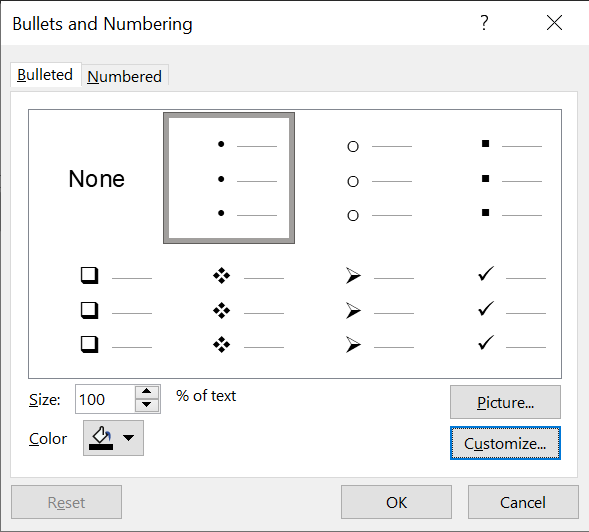 Bullets and Numbering
?
Bulleted
Numbered
None
Size:
100
% of text
Picture...
Color
Customize...
Reset
OK
Cancel